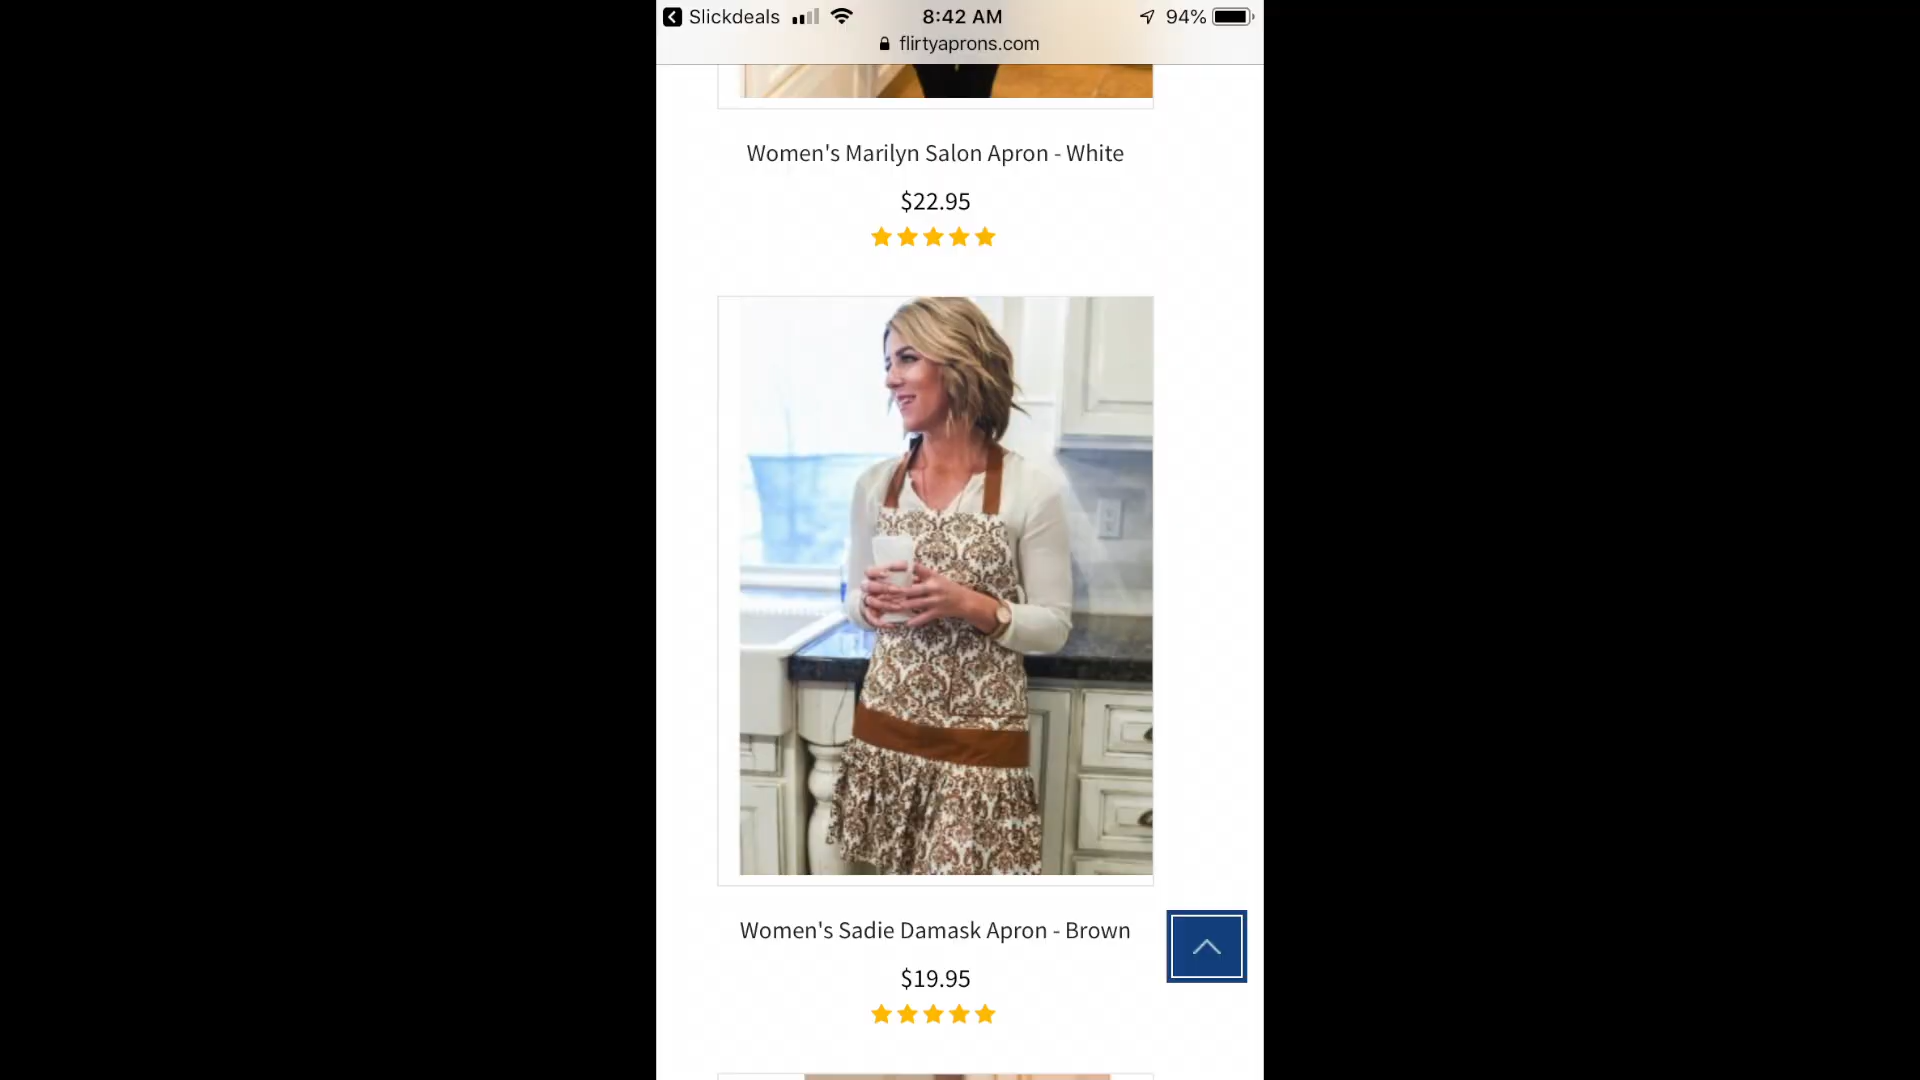 Slickdeals 8:42 AM 94%
flirtyaprons.com
Women's Marilyn Salon Apron - White
$22.95
Women's Sadie Damask Apron - Brown
$19.95